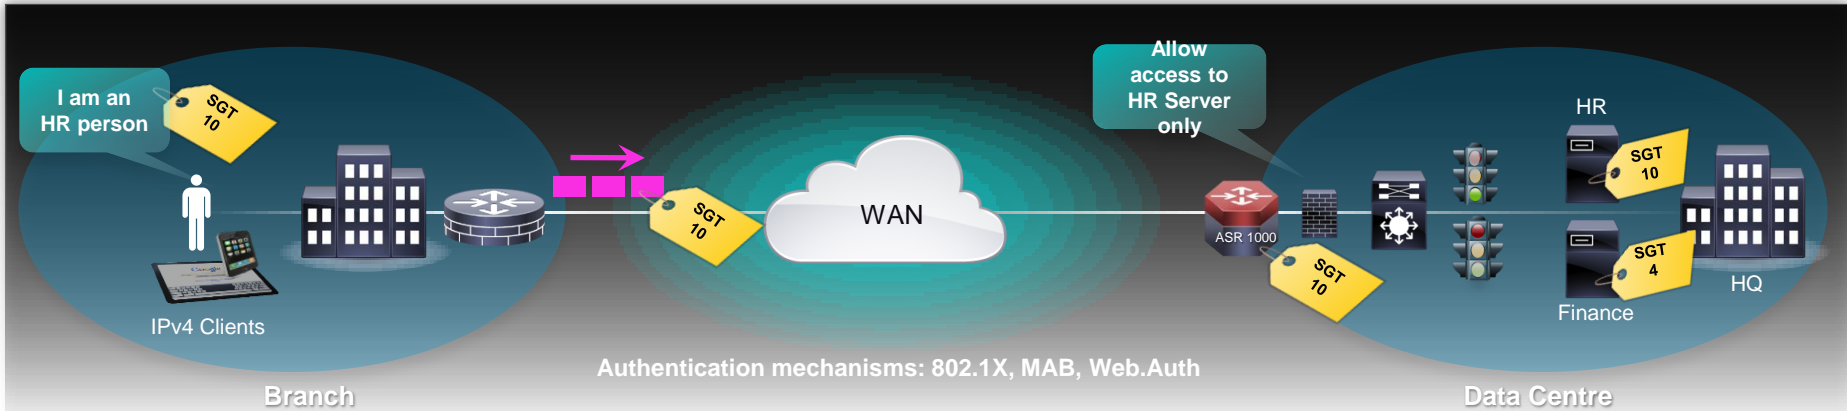 I am an
HR person
SGT
10
IPv4 Clients
Branch
SGT
10
WAN
Authentication mechanisms: 802.1X, MAB, Web.Auth
Allow
access to
HR Server
only
ASR 1000
SGT
10
HR
SGT
10
SGT
4
Finance
HQ
Data Centre